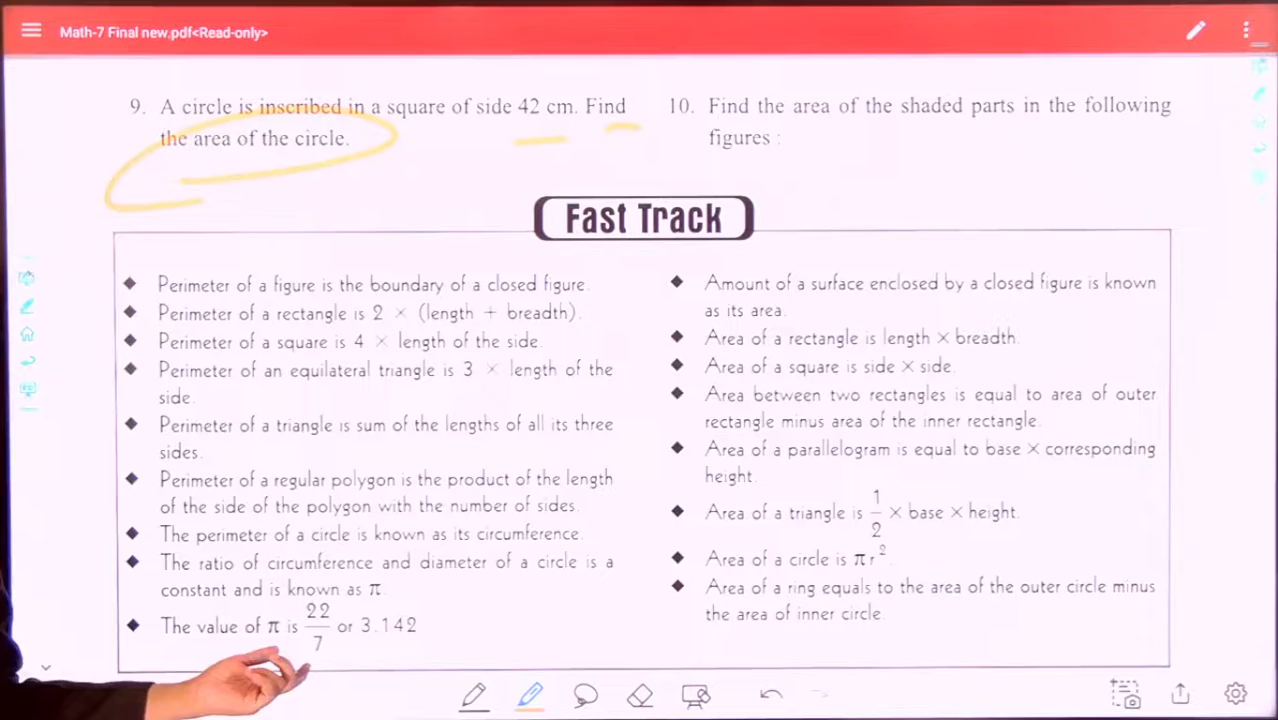 Math-7 Final new.pdf<Read-only>
9. A circle is inscribed in a square of side 42 cm. Find
the area of the circle.
10. Find the area of the shaded parts in the following
figures :
Fast Track
◆ Perimeter of a figure is the boundary of a closed figure.
◆ Perimeter of a rectangle is 2 × (length + breadth).
◆ Perimeter of a square is 4 × length of the side.
◆ Perimeter of an equilateral triangle is 3 × length of the
side.
◆ Perimeter of a triangle is sum of the lengths of all its three
sides.
◆ Perimeter of a regular polygon is the product of the length
of the side of the polygon with the number of sides.
◆ The perimeter of a circle is known as its circumference.
◆ The ratio of circumference and diameter of a circle is a
constant and is known as π.
◆ The value of π is 22/7 or 3.142
◆ Amount of a surface enclosed by a closed figure is known
as its area.
◆ Area of a rectangle is length × breadth.
◆ Area of a square is side × side.
◆ Area between two rectangles is equal to area of outer
rectangle minus area of the inner rectangle.
◆ Area of a parallelogram is equal to base × corresponding
height.
◆ Area of a triangle is 1/2 × base × height.
◆ Area of a circle is πr².
◆ Area of a ring equals to the area of the outer circle minus
the area of inner circle.